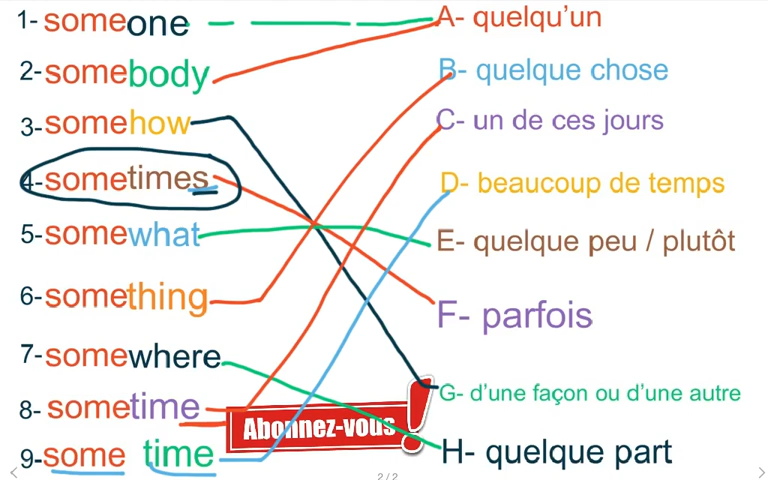 1- someone
A- quelqu'un
2-somebody
B- quelque chose
3-somehow
C- un de ces jours
4-sometimes
D- beaucoup de temps
5-somewhat
E- quelque peu / plutôt
6-something
F- parfois
7-somewhere
G- d'une façon ou d'une autre
8- sometime
Abonnez-vous !
9-some time
H- quelque part
2 / 2